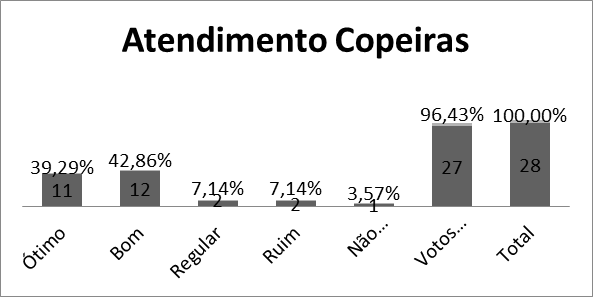 Atendimento Copeiras
39,29% 42,86% 7,14% 7,14% 3,57% 96,43% 100,00%
11 12 2 2 1 27 28
Ótimo Bom Regular Ruim Não... Votos... Total